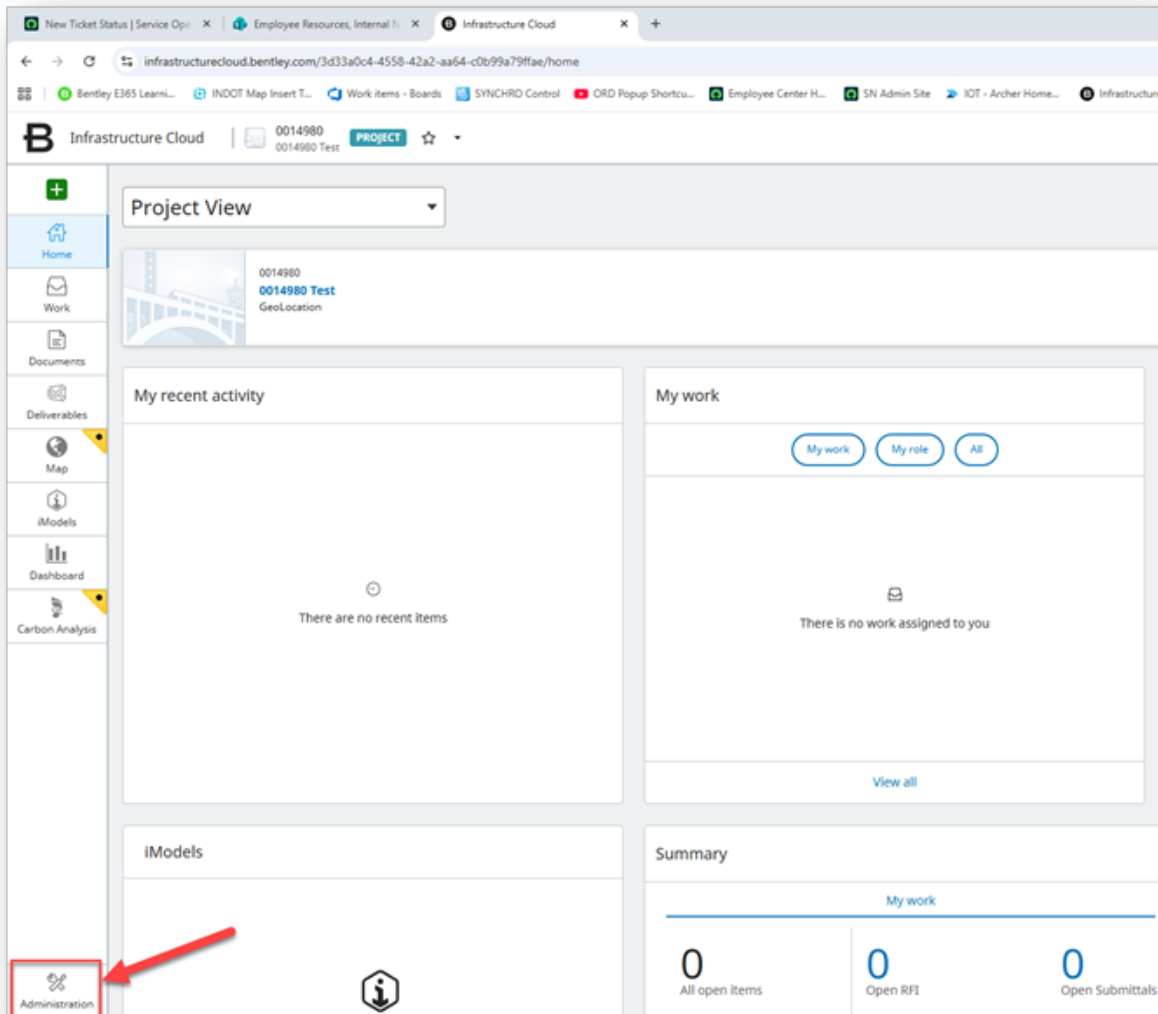 New Ticket Status | Service Ope
Employee Resources, Internal N
Infrastructure Cloud
infrastructurecloud.bentley.com/3d33a0c4-4558-42a2-aa64-c0b99a79ffae/home
Bentley E365 Learni...
INDOT Map Insert T...
Work items - Boards
SYNCHRO Control
ORD Popup Shortcu...
Employee Center H...
SN Admin Site
IOT - Archer Home...
Infrastructure
Infrastructure Cloud
0014980
0014980 Test
PROJECT
Home
Work
Documents
Deliverables
Map
iModels
Dashboard
Carbon Analysis
Administration
Project View
0014980
0014980 Test
GeoLocation
My recent activity
There are no recent items
My work
My work My role All
There is no work assigned to you
View all
iModels
Summary
My work
0 0 0
All open items Open RFI Open Submittals